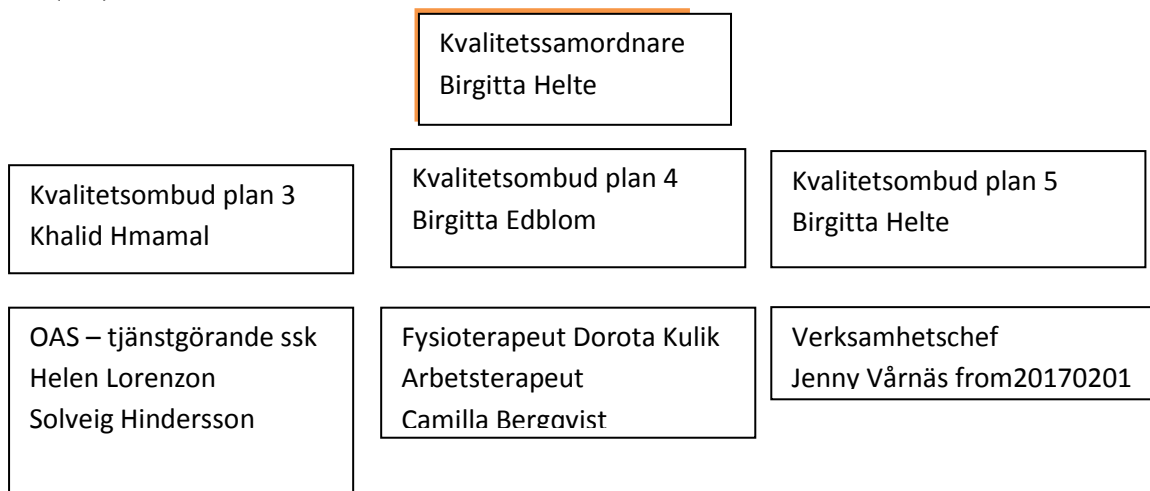 Kvalitetssamordnare
Birgitta Helte
Kvalitetsombud plan 3
Khalid Hmamal
Kvalitetsombud plan 4
Birgitta Edblom
Kvalitetsombud plan 5
Birgitta Helte
OAS – tjänstgörande ssk
Helen Lorenzon
Solveig Hindersson
Fysioterapeut Dorota Kulik
Arbetsterapeut
Camilla Bergqvist
Verksamhetschef
Jenny Vårnäs from20170201